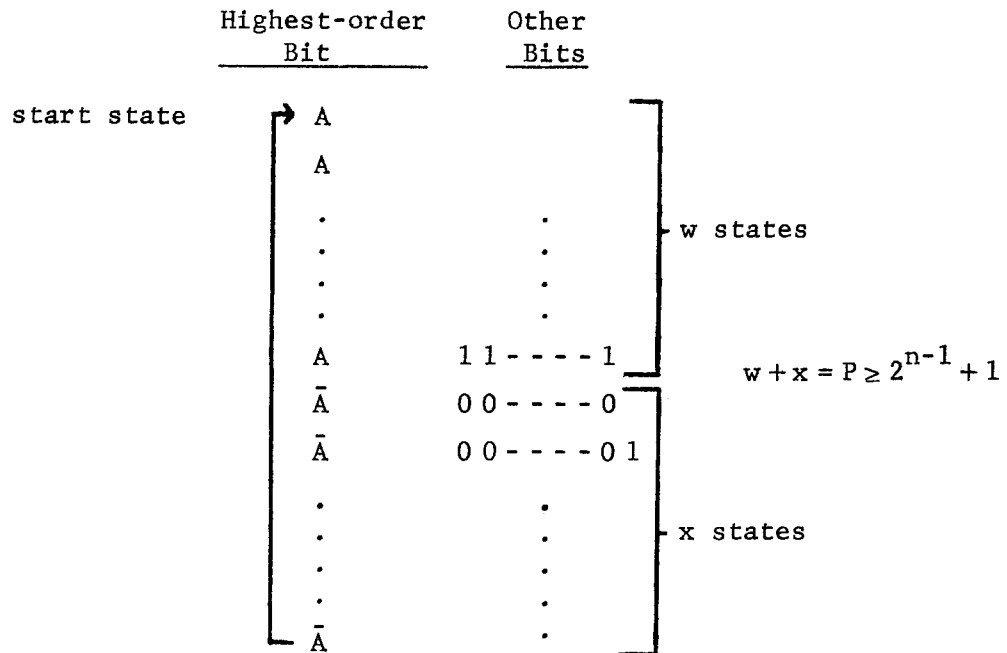 Highest-order Other
Bit Bits
start state A
A
. .
. w states
. .
. .
. .
A 1 1 - - - - 1 w + x = P ≥ 2^{n-1} + 1
Ā 0 0 - - - - 0
Ā 0 0 - - - - 0 1
. .
. . x states
. .
. .
Ā .